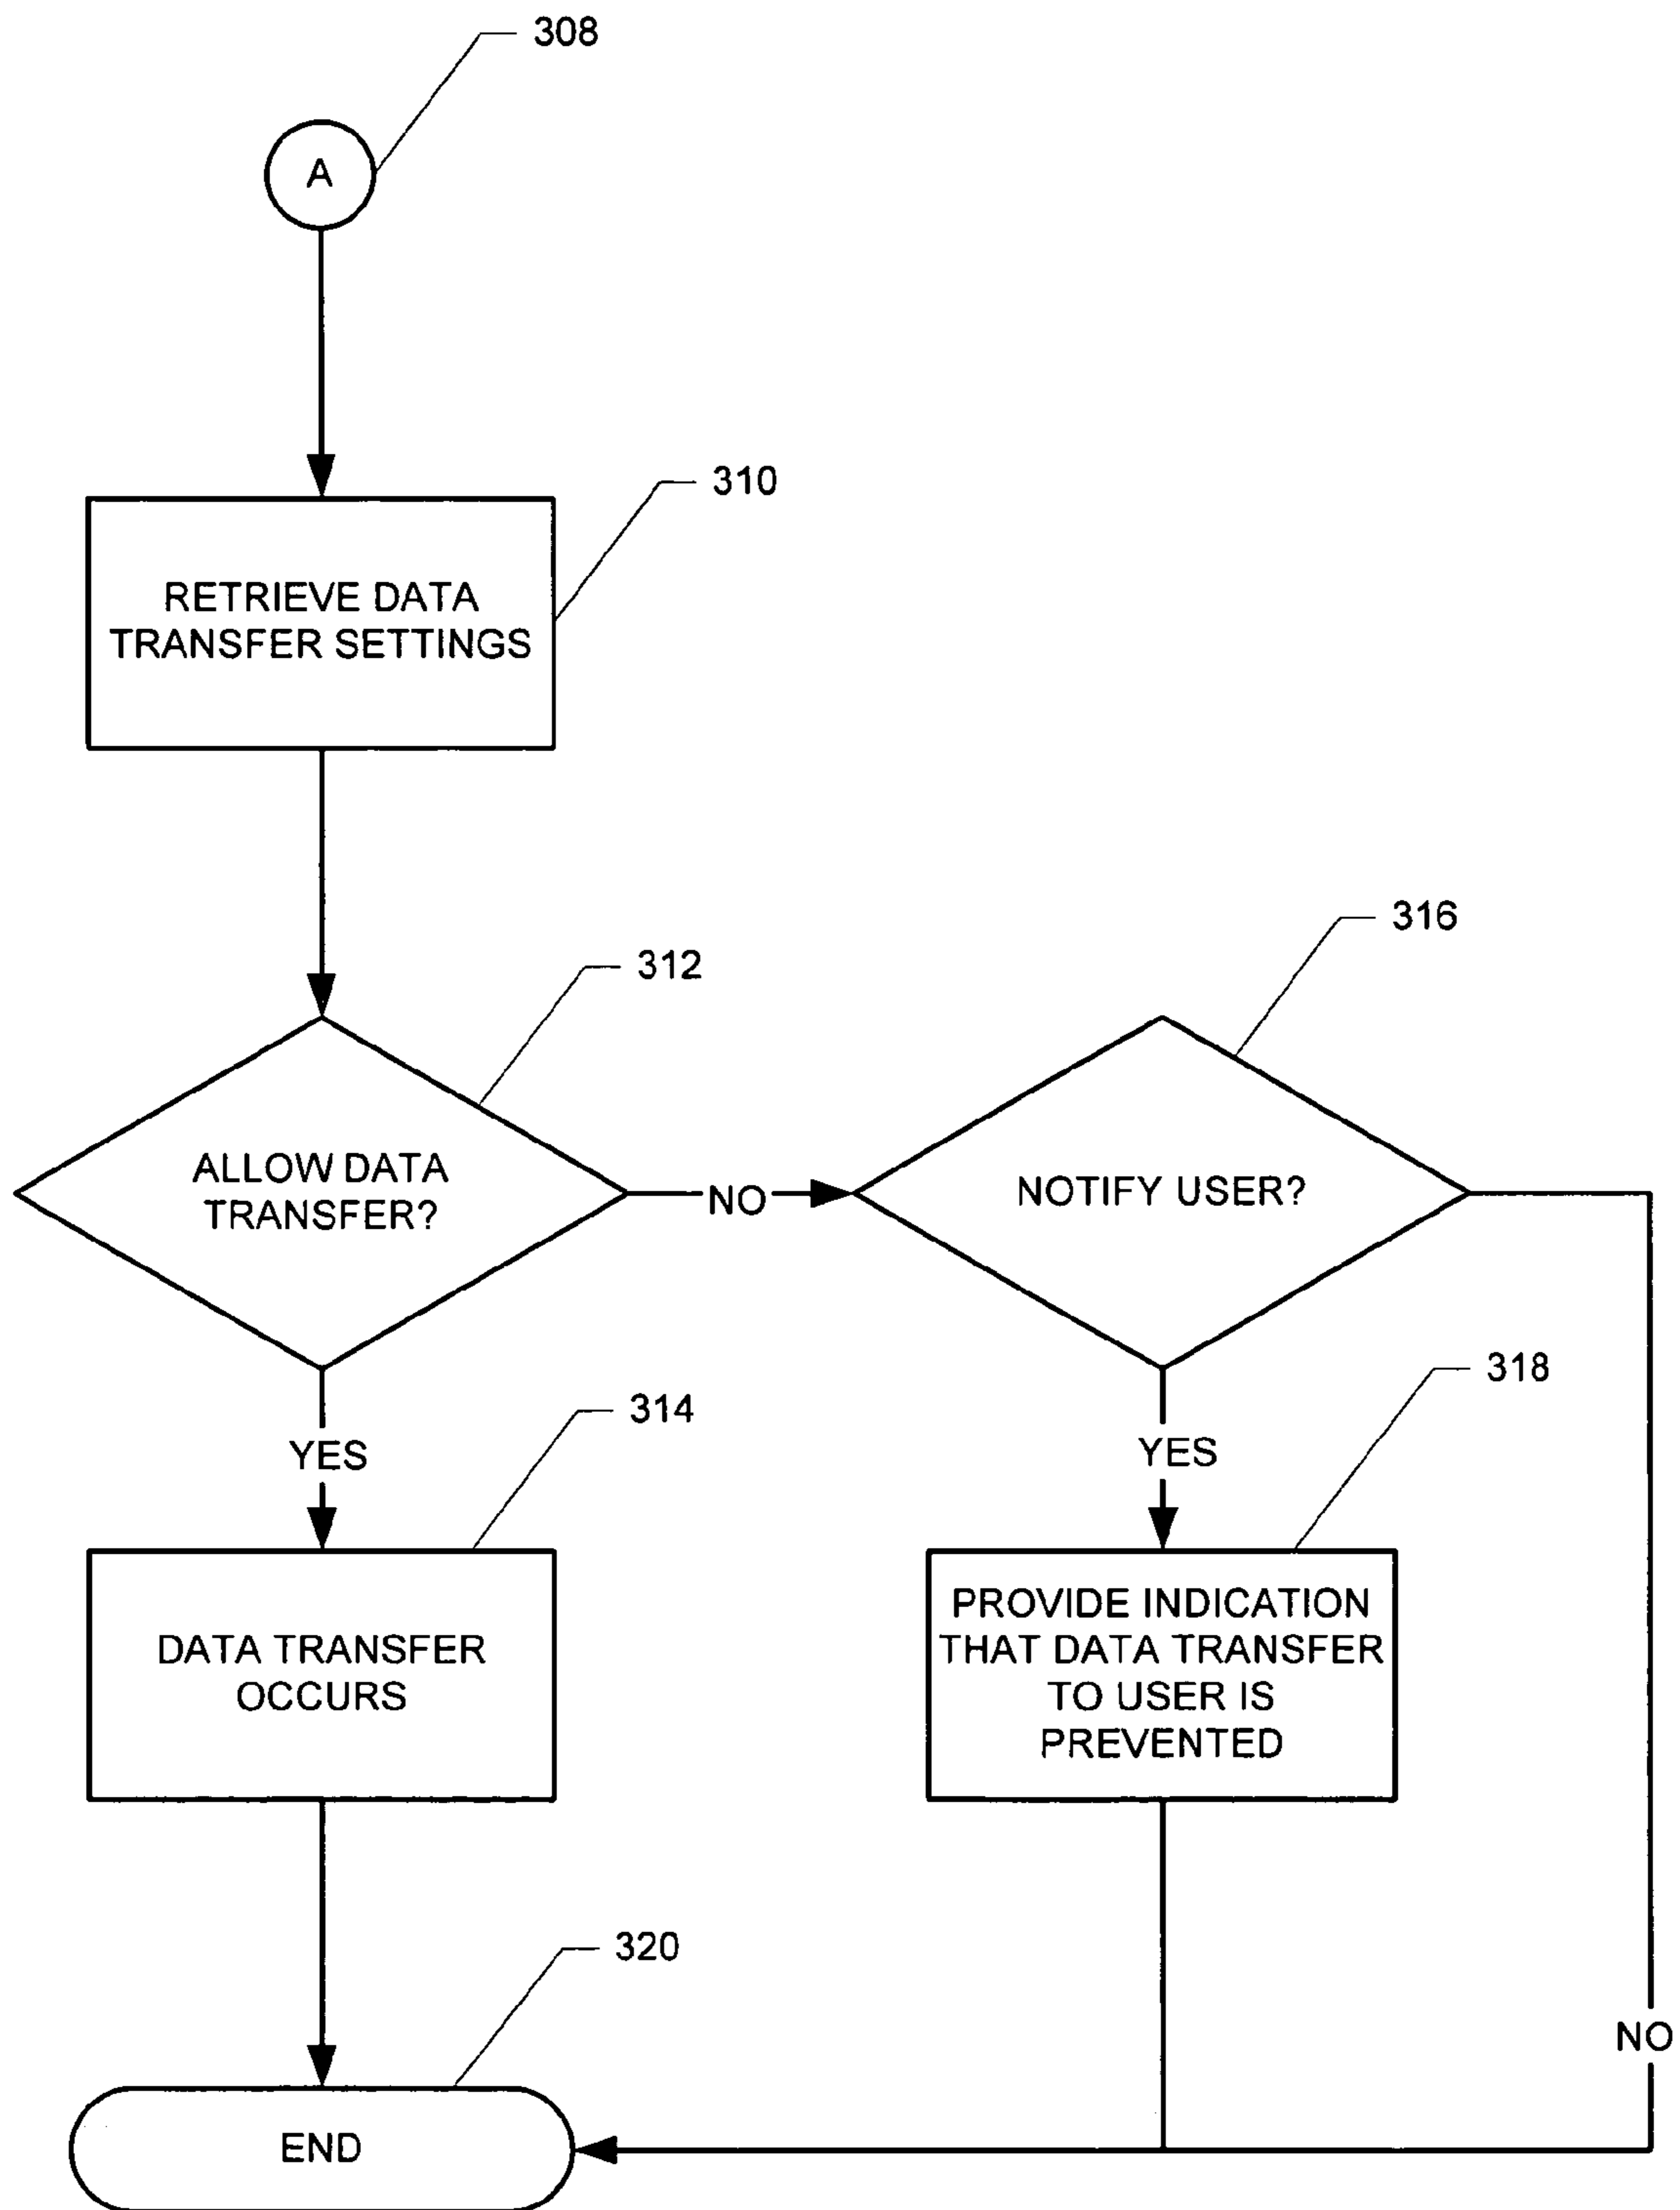 308
A
310
RETRIEVE DATA
TRANSFER SETTINGS
312
316
ALLOW DATA
TRANSFER?
NO
NOTIFY USER?
314
318
YES
YES
DATA TRANSFER
OCCURS
PROVIDE INDICATION
THAT DATA TRANSFER
TO USER IS
PREVENTED
320
NO
END